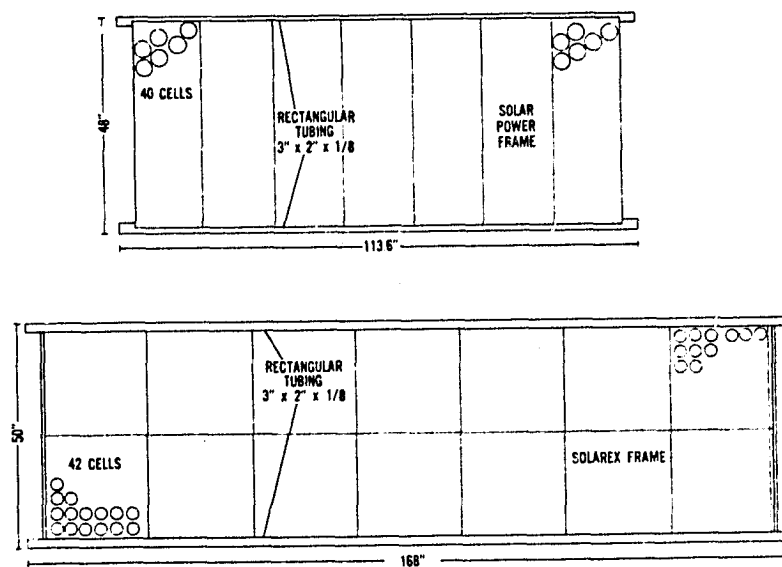 48"
40 CELLS
RECTANGULAR
TUBING
3" x 2" x 1/8
SOLAR
POWER
FRAME
113 6"
50"
RECTANGULAR
TUBING
3" x 2" x 1/8
42 CELLS
SOLAREX FRAME
168"